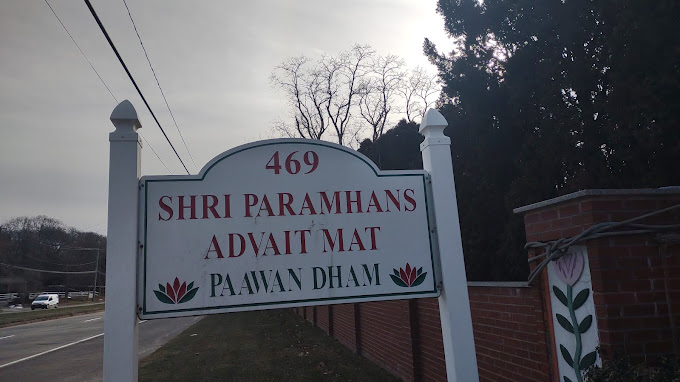 469
SHRI PARAMHANS
ADVAIT MAT
PAAWAN DHAM